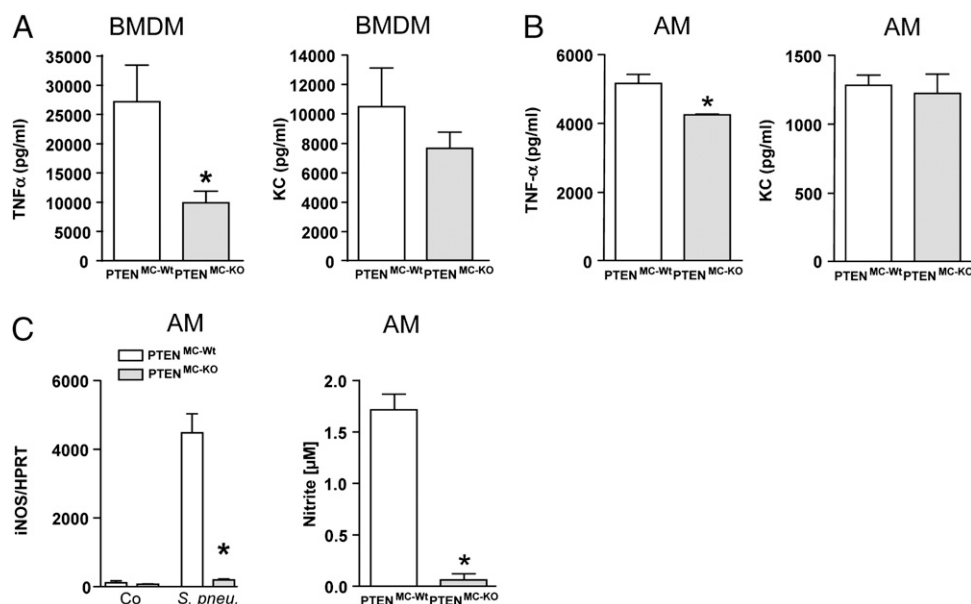 A
BMDM
TNFα (pg/ml)
35000
30000
25000
20000
15000
10000
5000
0
*
PTEN MC-Wt PTEN MC-KO
BMDM
KC (pg/ml)
14000
12000
10000
8000
6000
4000
2000
0
PTEN MC-Wt PTEN MC-KO
B
AM
TNF-α (pg/ml)
6000
4000
2000
0
*
PTEN MC-Wt PTEN MC-KO
AM
KC (pg/ml)
1500
1000
500
0
PTEN MC-Wt PTEN MC-KO
C
AM
PTEN MC-Wt
PTEN MC-KO
iNOS/HPRT
6000
4000
2000
0
*
Co S. pneu.
AM
Nitrite [µM]
2.0
1.5
1.0
0.5
0.0
*
PTEN MC-Wt PTEN MC-KO